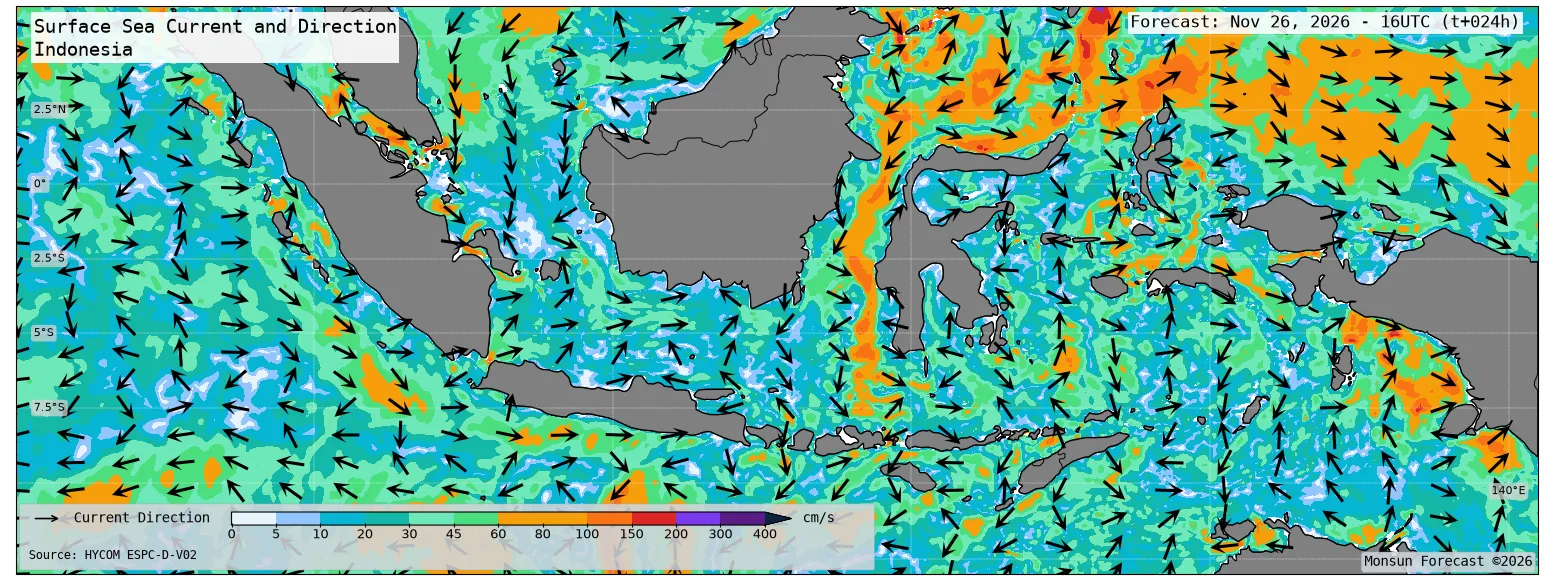 Surface Sea Current and Direction
Indonesia
Forecast: Nov 26, 2026 - 16UTC (t+024h)
2.5°N
0°
2.5°S
5°S
7.5°S
140°E
Current Direction
0 5 10 20 30 45 60 80 100 150 200 300 400
cm/s
Source: HYCOM ESPC-D-V02
Monsun Forecast ©2026